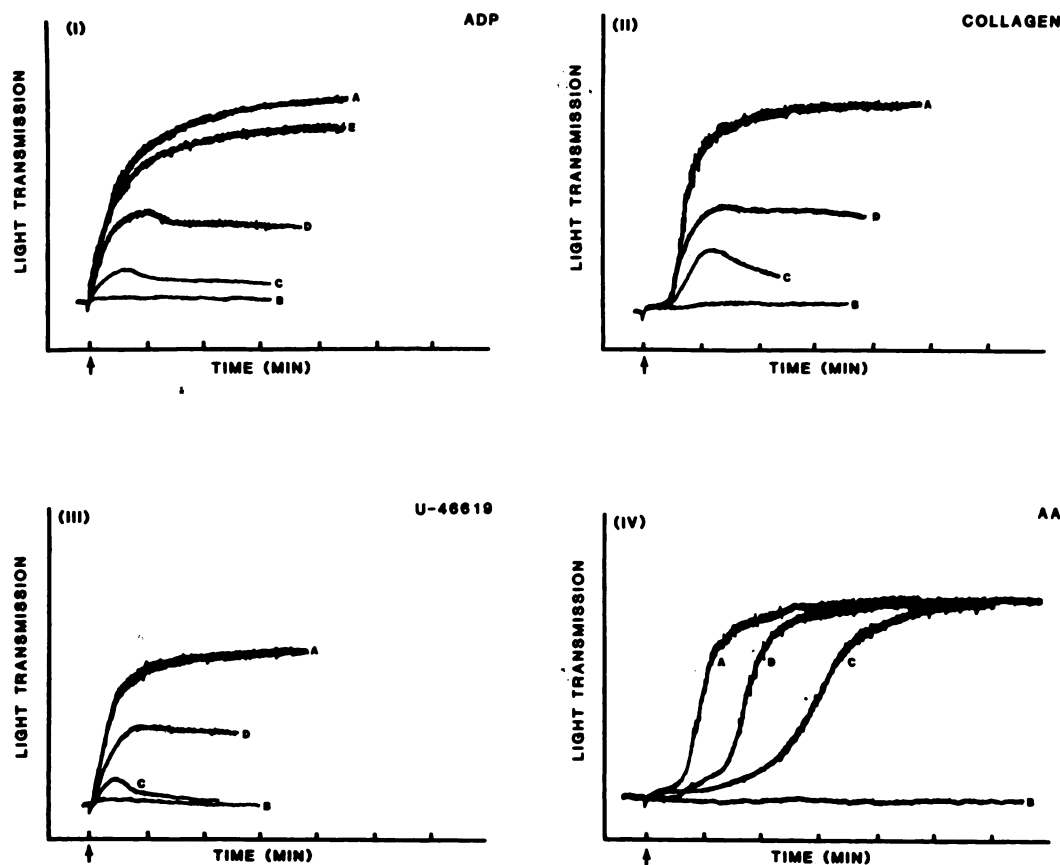 (I)
ADP
LIGHT TRANSMISSION
A
E
D
C
B
TIME (MIN)
(II)
COLLAGEN
LIGHT TRANSMISSION
A
D
C
B
TIME (MIN)
(III)
U-46619
LIGHT TRANSMISSION
A
D
C
B
TIME (MIN)
(IV)
AA
LIGHT TRANSMISSION
A
D
C
B
TIME (MIN)